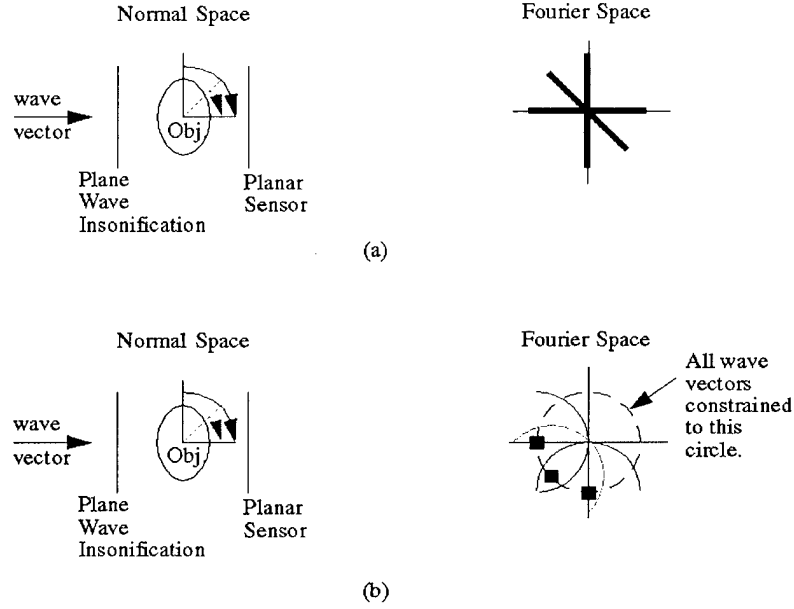 Normal Space
Fourier Space
wave
vector
Obj.
Plane
Wave
Insonification
Planar
Sensor
(a)
Normal Space
Fourier Space
wave
vector
Obj.
Plane
Wave
Insonification
Planar
Sensor
All wave
vectors
constrained
to this
circle.
(b)